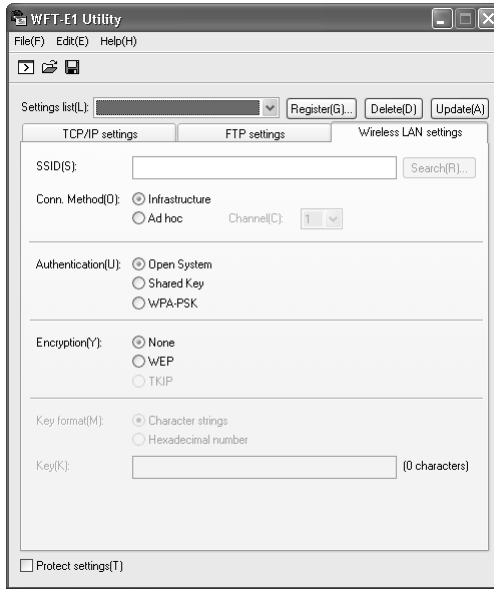 WFT-E1 Utility
File(F) Edit(E) Help(H)
Settings list(L): Register(G)... Delete(D) Update(A)
TCP/IP settings FTP settings Wireless LAN settings
SSID(S): Search(R)...
Conn. Method(O): Infrastructure
Ad hoc Channel(C): 1
Authentication(U): Open System
Shared Key
WPA-PSK
Encryption(Y): None
WEP
TKIP
Key format(M): Character strings
Hexadecimal number
Key(K): (0 characters)
Protect settings(T)